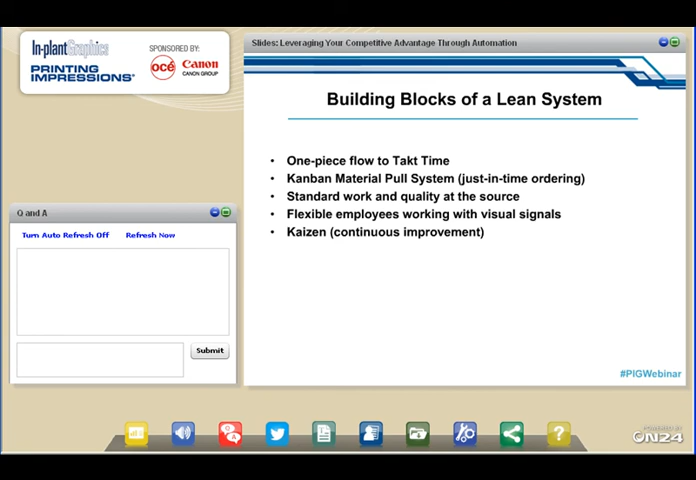 In-plantGraphics
PRINTING
IMPRESSIONS®
SPONSORED BY:
océ
Canon
CANON GROUP
Slides: Leveraging Your Competitive Advantage Through Automation
Building Blocks of a Lean System
• One-piece flow to Takt Time
• Kanban Material Pull System (just-in-time ordering)
• Standard work and quality at the source
• Flexible employees working with visual signals
• Kaizen (continuous improvement)
#PIGWebinar
Q and A
Turn Auto Refresh Off Refresh Now
Submit
Q
A
?
POWERED BY
ON24